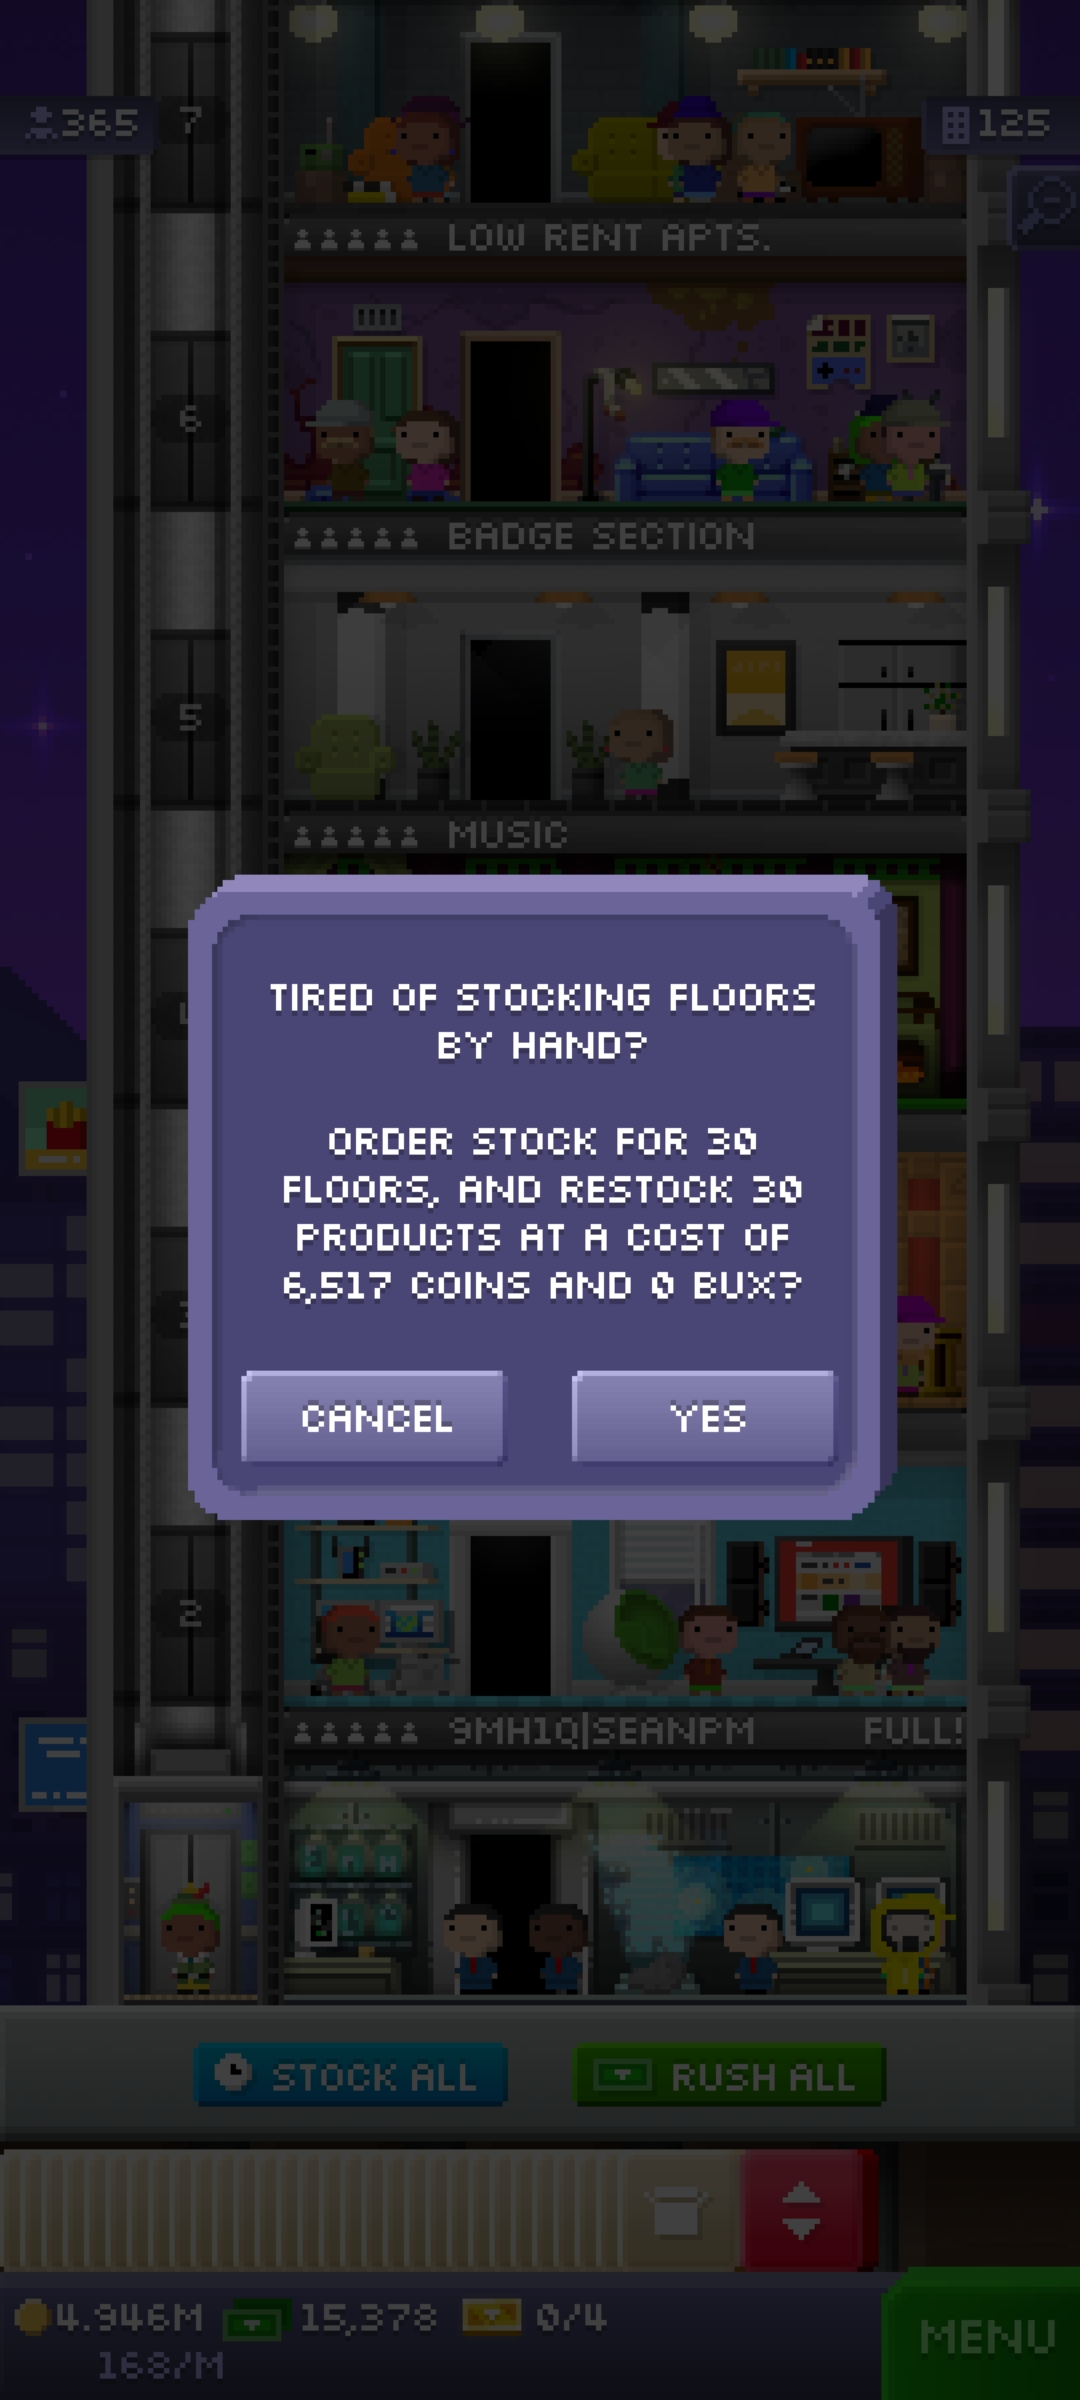 365
7
125
LOW RENT APTS.
6
BADGE SECTION
5
MUSIC
TIRED OF STOCKING FLOORS
BY HAND?
ORDER STOCK FOR 30
FLOORS, AND RESTOCK 30
PRODUCTS AT A COST OF
6,517 COINS AND 0 BUX?
CANCEL
YES
2
9MH1Q|SEANPM
FULL!
STOCK ALL
RUSH ALL
4.946M
15,378
0/4
168/M
MENU